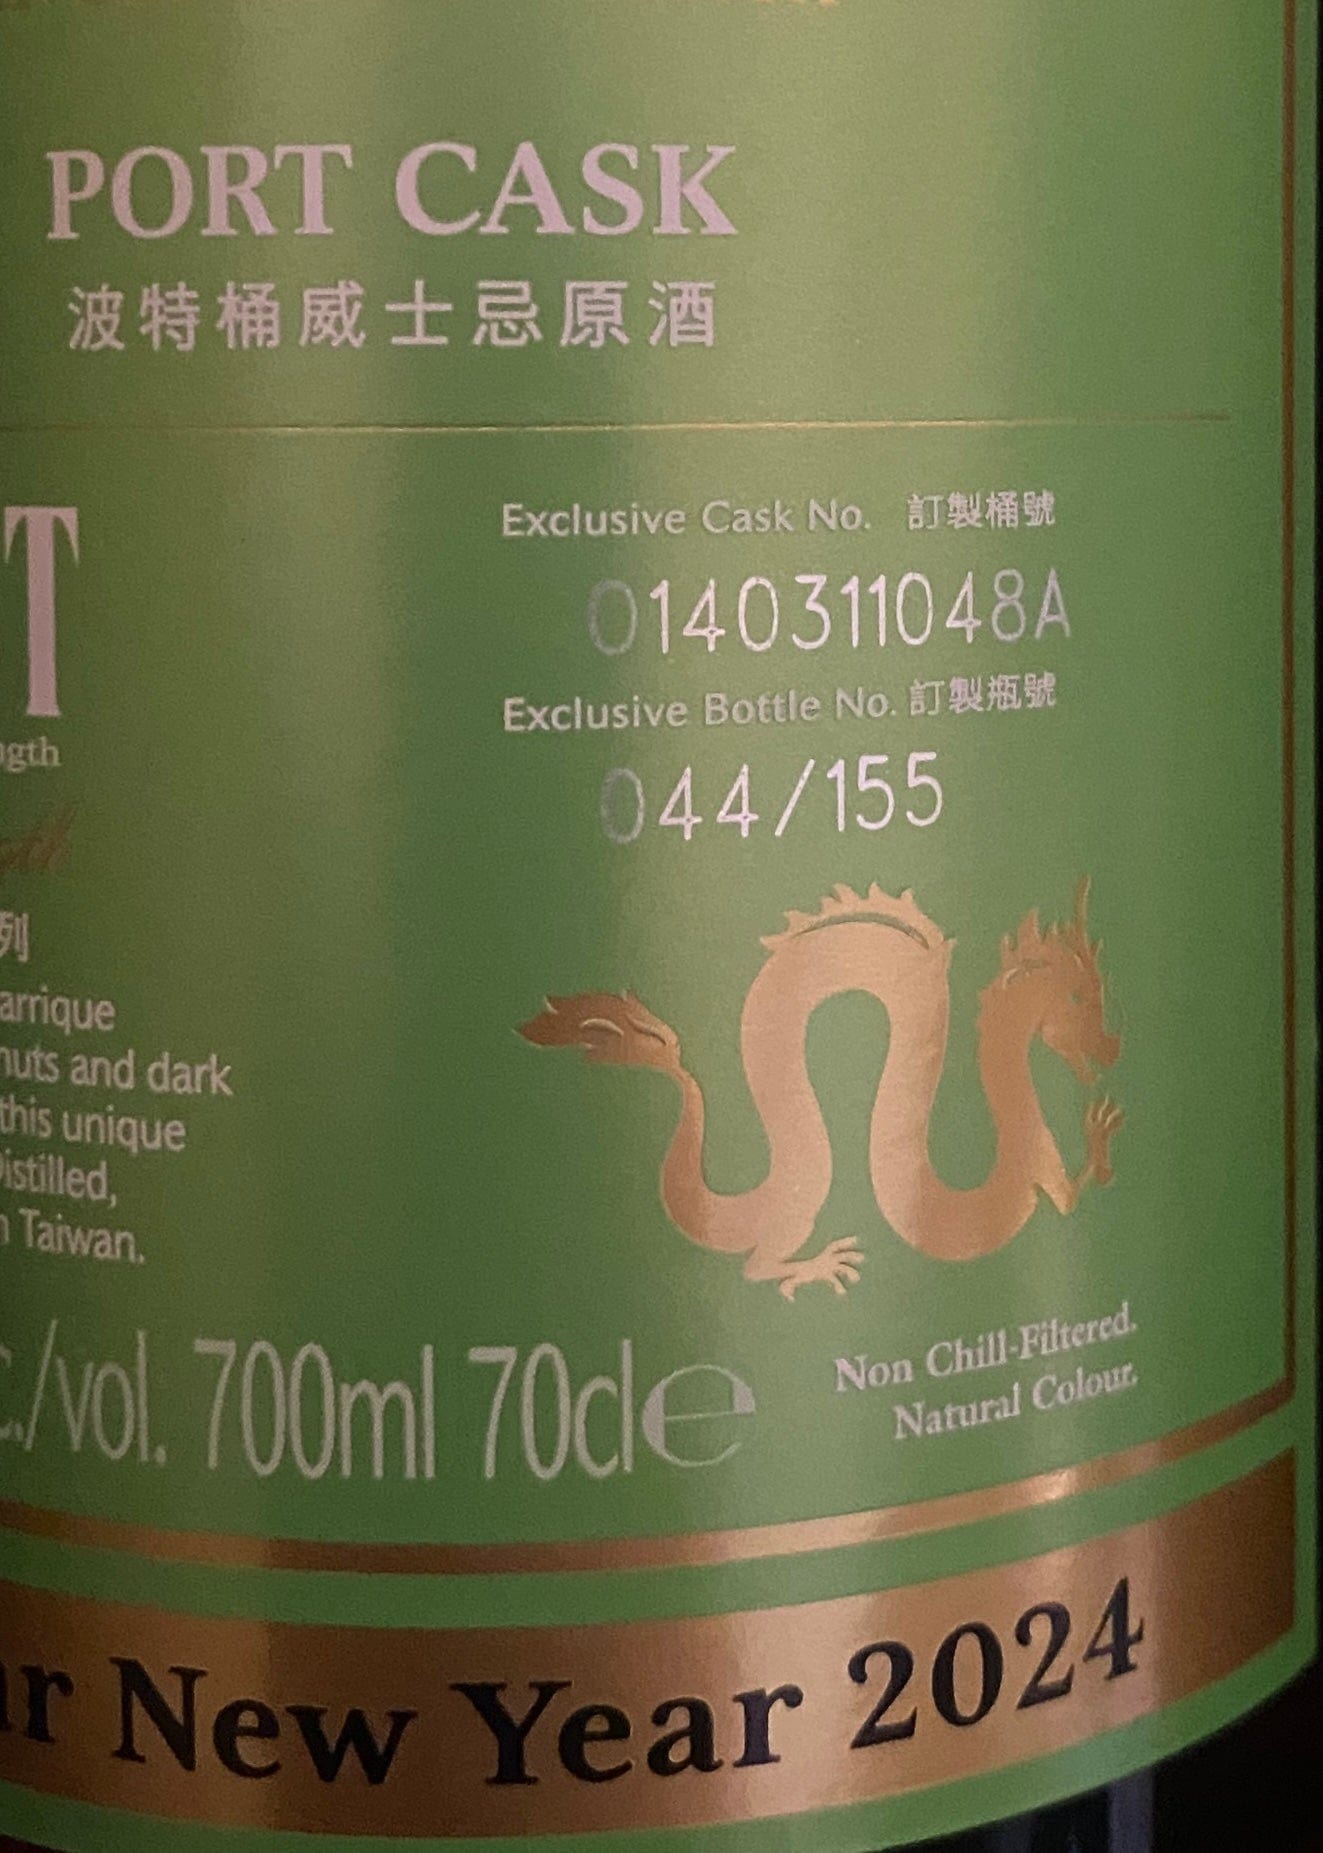 PORT CASK
波特桶威士忌原酒
Exclusive Cask No. 訂製桶號
0140311048A
Exclusive Bottle No. 訂製瓶號
044/155
列
nuts and dark
this unique
Distilled,
Taiwan.
/vol. 700ml 70cl℮
Non Chill-Filtered.
Natural Colour.
New Year 2024